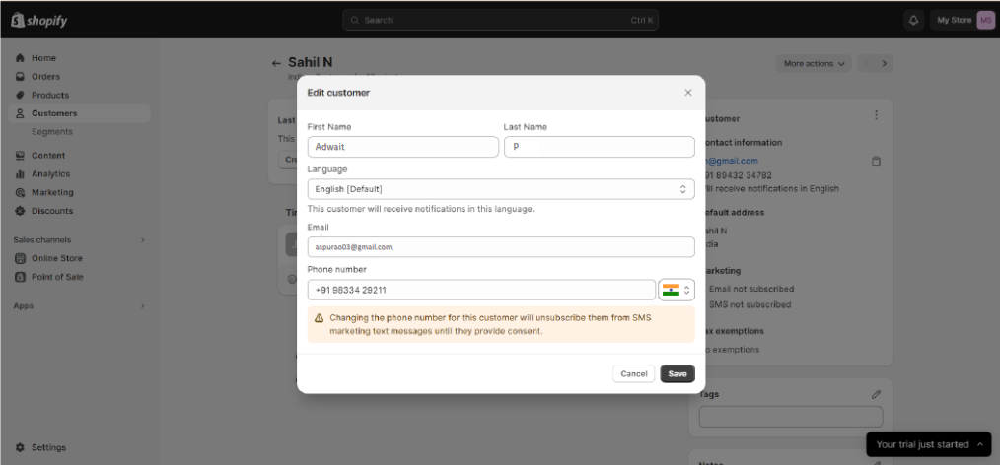 shopify
Search
Ctrl K
My Store
MS
Home
Orders
Products
Customers
Segments
Content
Analytics
Marketing
Discounts
Sales channels
Online Store
Point of Sale
Apps
Settings
Sahil N
More actions
Edit customer
First Name
Last Name
Adwait
P
Language
English [Default]
This customer will receive notifications in this language.
Email
aspurao03@gmail.com
Phone number
+91 98334 29211
Changing the phone number for this customer will unsubscribe them from SMS
marketing text messages until they provide consent.
Cancel
Save
Last
This
Cre
Tir
ustomer
ontact information
@gmail.com
91 89432 34782
ill receive notifications in English
efault address
ahil N
dia
arketing
Email not subscribed
SMS not subscribed
ax exemptions
o exemptions
Tags
Your trial just started